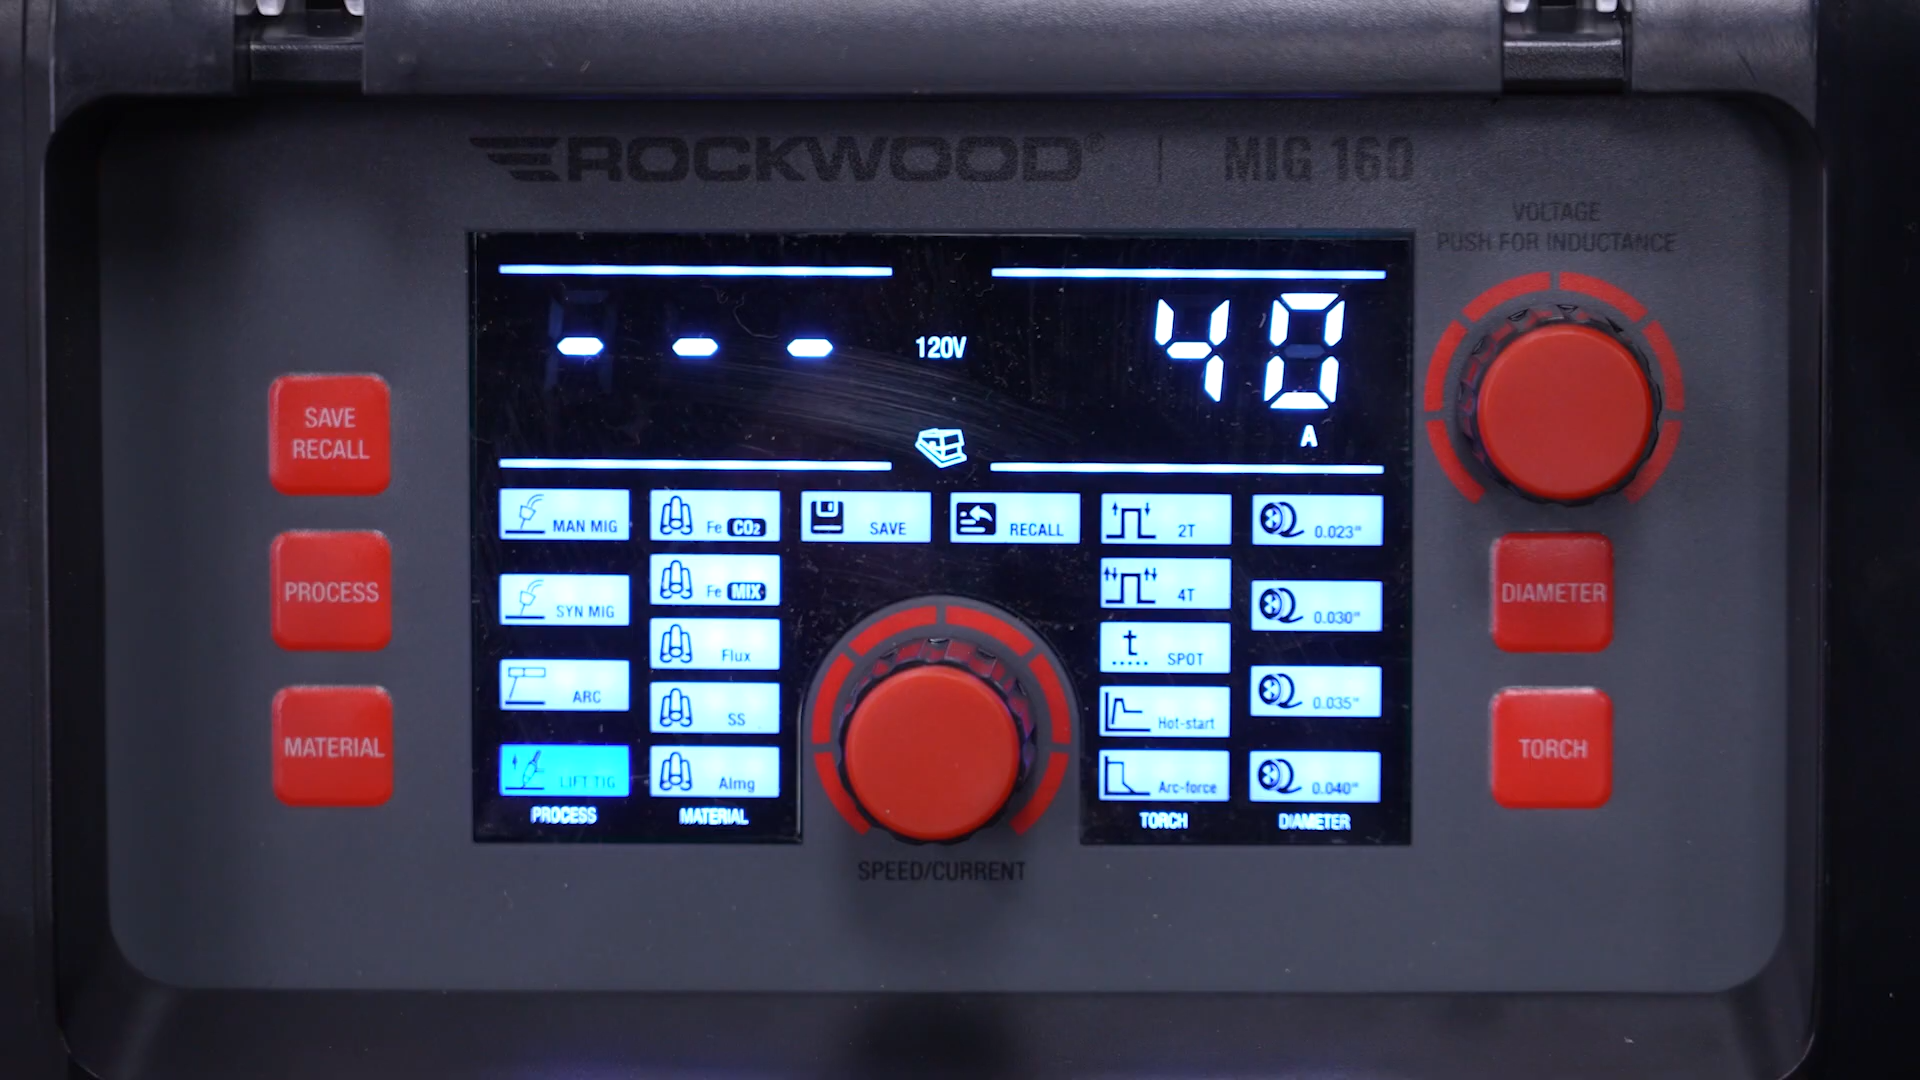 ROCKWOOD® | MIG 160
VOLTAGE
PUSH FOR INDUCTANCE
- - -
120V
40
A
SAVE
RECALL
PROCESS
MATERIAL
MAN MIG
SYN MIG
ARC
LIFT TIG
PROCESS
Fe CO₂
Fe MIX
Flux
SS
Almg
MATERIAL
SAVE
RECALL
2T
4T
t
SPOT
Hot-start
Arc-force
TORCH
0.023"
0.030"
0.035"
0.040"
DIAMETER
DIAMETER
TORCH
SPEED/CURRENT